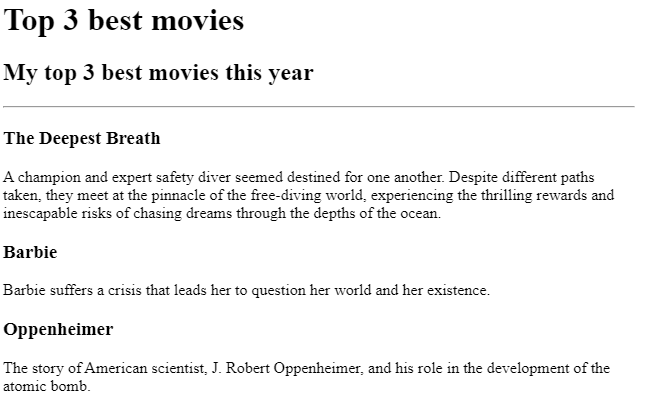 Top 3 best movies
My top 3 best movies this year
The Deepest Breath
A champion and expert safety diver seemed destined for one another. Despite different paths
taken, they meet at the pinnacle of the free-diving world, experiencing the thrilling rewards and
inescapable risks of chasing dreams through the depths of the ocean.
Barbie
Barbie suffers a crisis that leads her to question her world and her existence.
Oppenheimer
The story of American scientist, J. Robert Oppenheimer, and his role in the development of the
atomic bomb.